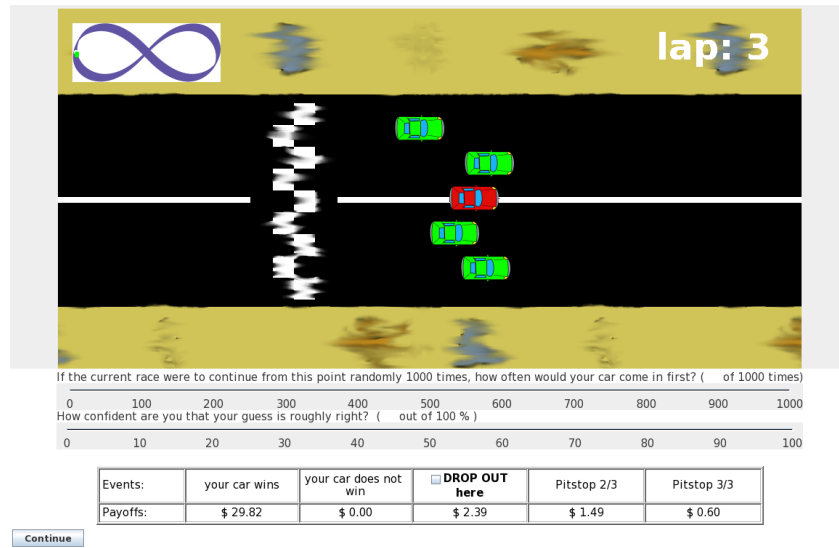 lap: 3
If the current race were to continue from this point randomly 1000 times, how often would your car come in first? ( of 1000 times)
0 100 200 300 400 500 600 700 800 900 1000
How confident are you that your guess is roughly right? ( out of 100 % )
0 10 20 30 40 50 60 70 80 90 100
Events: your car wins your car does not win DROP OUT here Pitstop 2/3 Pitstop 3/3
Payoffs: $ 29.82 $ 0.00 $ 2.39 $ 1.49 $ 0.60
Continue